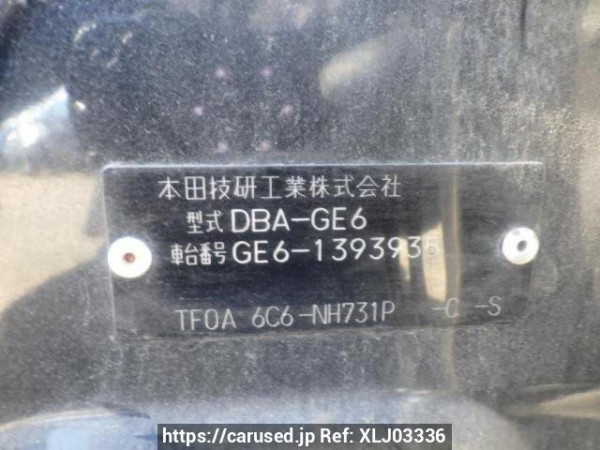 本田技研工業株式会社
型式 DBA-GE6
車台番号 GE6-1393935
TF0A 6C6-NH731P -C -S
https://carused.jp Ref: XLJ03336